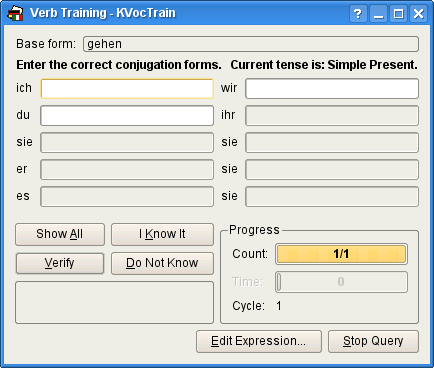 Verb Training - KVocTrain
Base form: gehen
Enter the correct conjugation forms. Current tense is: Simple Present.
ich wir
du ihr
sie sie
er sie
es sie
Show All I Know It
Verify Do Not Know
Progress
Count: 1/1
Time: 0
Cycle: 1
Edit Expression... Stop Query